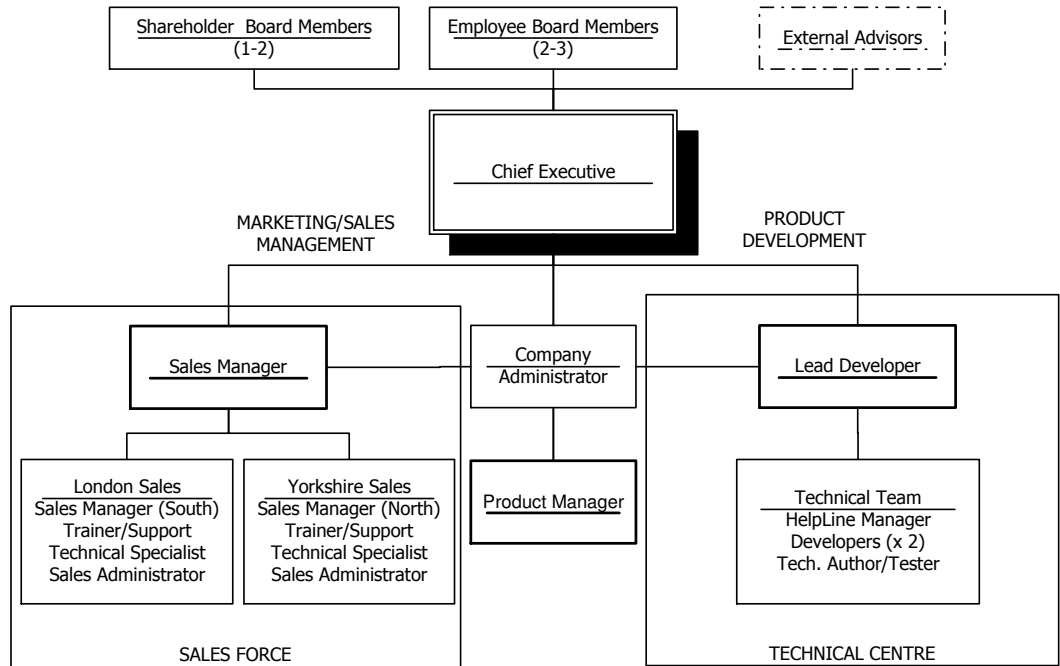 Shareholder Board Members
(1-2)
Employee Board Members
(2-3)
External Advisors
Chief Executive
MARKETING/SALES
MANAGEMENT
PRODUCT
DEVELOPMENT
Sales Manager
Company
Administrator
Lead Developer
London Sales
Sales Manager (South)
Trainer/Support
Technical Specialist
Sales Administrator
Yorkshire Sales
Sales Manager (North)
Trainer/Support
Technical Specialist
Sales Administrator
Product Manager
Technical Team
HelpLine Manager
Developers (x 2)
Tech. Author/Tester
SALES FORCE
TECHNICAL CENTRE